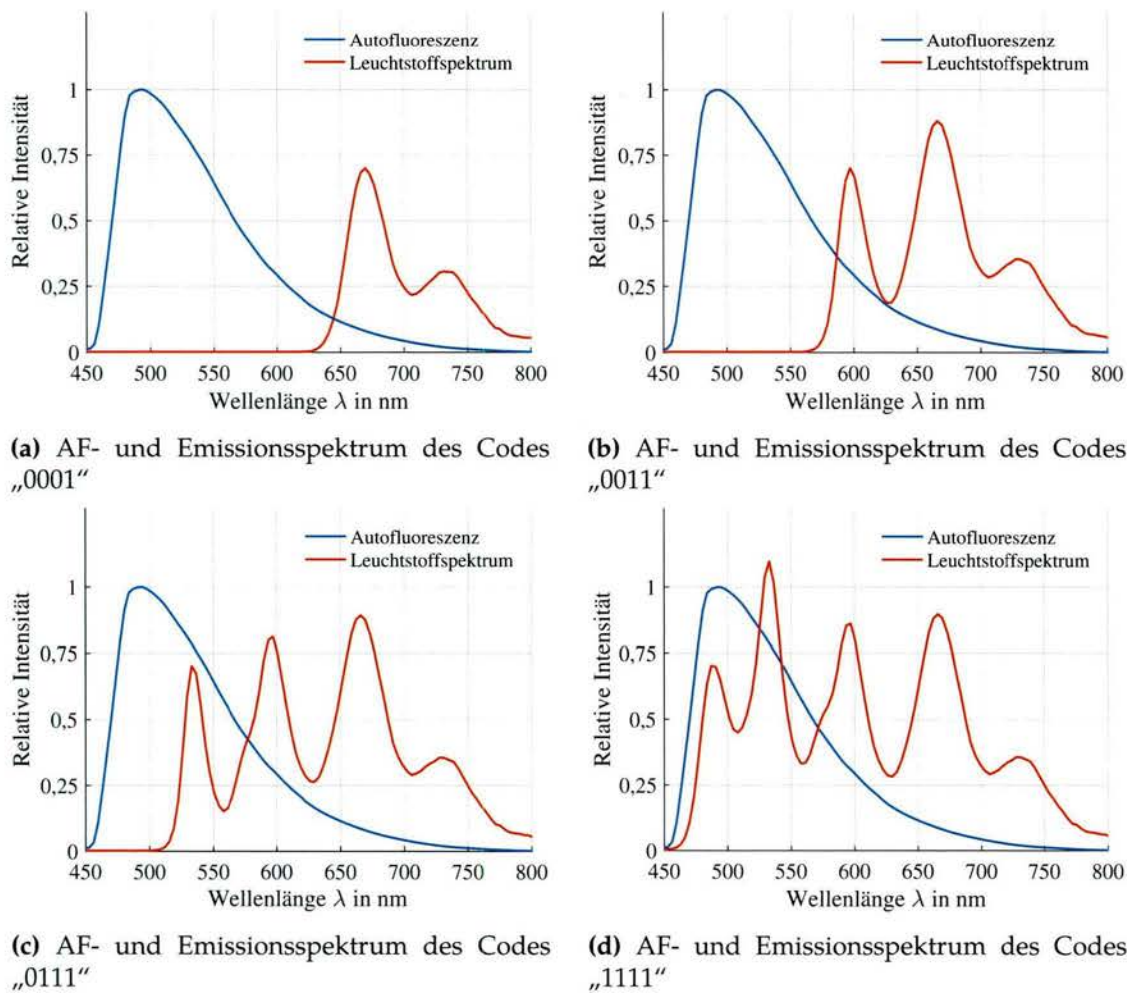 Autofluoreszenz
Leuchtstoffspektrum
Relative Intensität
1
0,75
0,5
0,25
0
450 500 550 600 650 700 750 800
Wellenlänge λ in nm
(a) AF- und Emissionsspektrum des Codes
„0001“
Autofluoreszenz
Leuchtstoffspektrum
Relative Intensität
1
0,75
0,5
0,25
0
450 500 550 600 650 700 750 800
Wellenlänge λ in nm
(b) AF- und Emissionsspektrum des Codes
„0011“
Autofluoreszenz
Leuchtstoffspektrum
Relative Intensität
1
0,75
0,5
0,25
0
450 500 550 600 650 700 750 800
Wellenlänge λ in nm
(c) AF- und Emissionsspektrum des Codes
„0111“
Autofluoreszenz
Leuchtstoffspektrum
Relative Intensität
1
0,75
0,5
0,25
0
450 500 550 600 650 700 750 800
Wellenlänge λ in nm
(d) AF- und Emissionsspektrum des Codes
„1111“